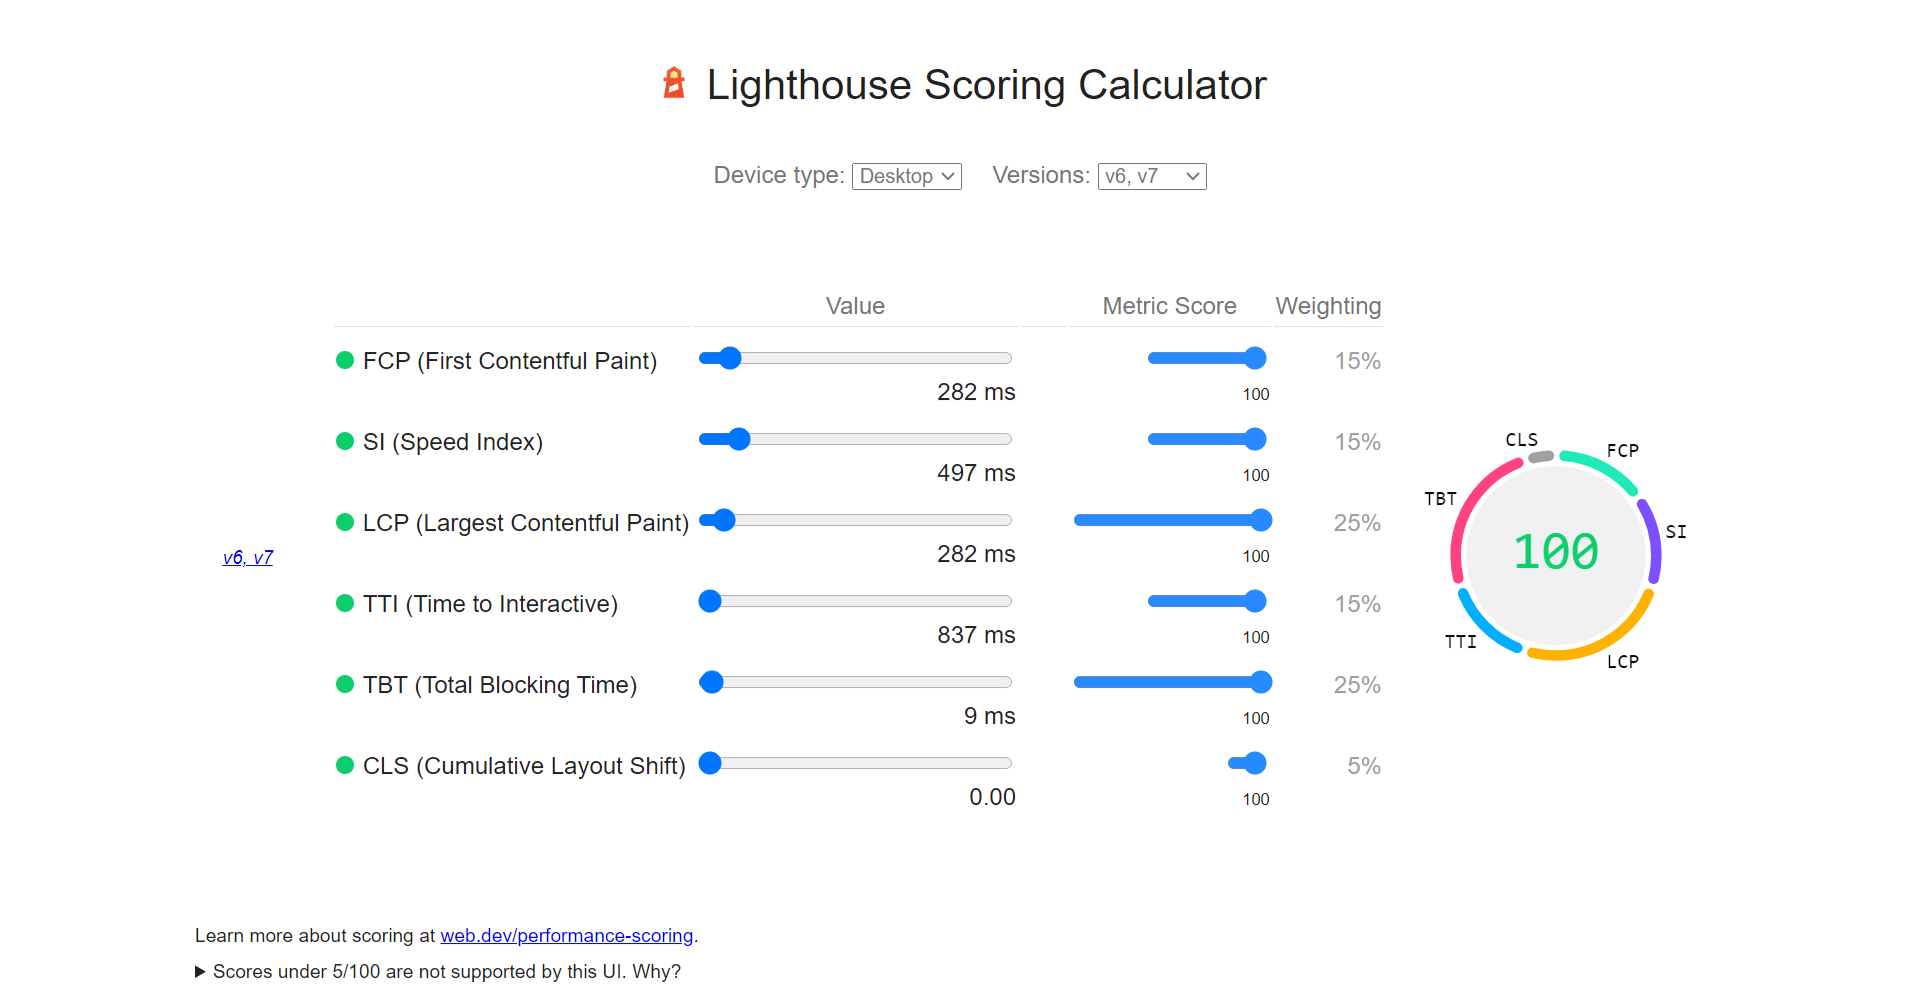 Lighthouse Scoring Calculator
Device type: Desktop Versions: v6, v7
Value Metric Score Weighting
FCP (First Contentful Paint) 15%
282 ms 100
SI (Speed Index) 15%
497 ms 100
LCP (Largest Contentful Paint) 25%
282 ms 100
v6, v7
TTI (Time to Interactive) 15%
837 ms 100
TBT (Total Blocking Time) 25%
9 ms 100
CLS (Cumulative Layout Shift) 5%
0.00 100
CLS
FCP
TBT
SI
100
TTI
LCP
Learn more about scoring at web.dev/performance-scoring.
Scores under 5/100 are not supported by this UI. Why?